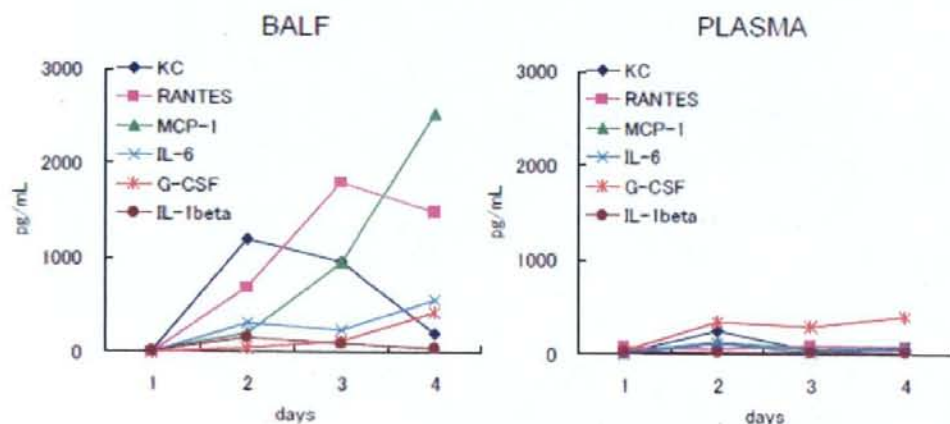 BALF
3000
2000
1000
0
pg/mL
KC
RANTES
MCP-1
IL-6
G-CSF
IL-1beta
1 2 3 4
days
PLASMA
3000
2000
1000
0
pg/mL
KC
RANTES
MCP-1
IL-6
G-CSF
IL-1beta
1 2 3 4
days